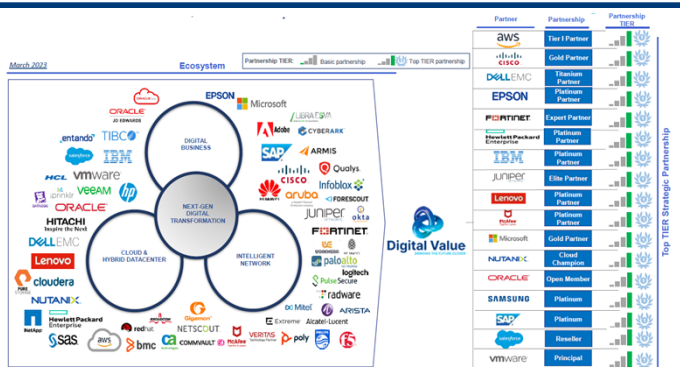 Partner Partnership Partnership TIER
March 2023
Ecosystem
Partnership TIER: Basic partnership Top TIER partnership
ORACLE
JD EDWARDS
EPSON
Microsoft
LIBRAESVA
entando
TIBCO
Adobe
CYBERARK
salesforce
IBM
SAP
ARMIS
HCL
vmware
CISCO
Qualys.
sprinklr
VEEAM
hp
HUAWEI
aruba
Infoblox
FORESCOUT
ORACLE
JUNIPER
okta
HITACHI
Inspire the Next
FORTINET
DELLEMC
Lenovo
paloalto
logitech
cloudera
PURE
Pulse Secure
NUTANIX
radware
Mitel
ARISTA
NetApp
Hewlett Packard
Enterprise
Gigamon
Extreme
Alcatel-Lucent
redhat
NETSCOUT
sas
aws
bmc
COMMVAULT
McAfee
VERITAS
poly
PHILIPS
f5
DIGITAL
BUSINESS
NEXT-GEN
DIGITAL
TRANSFORMATION
CLOUD &
HYBRID DATACENTER
INTELLIGENT
NETWORK
Digital Value
aws Tier I Partner
CISCO Gold Partner
DELLEMC Titanium Partner
EPSON Platinum Partner
FORTINET Expert Partner
Hewlett Packard Enterprise Platinum Partner
IBM Platinum Partner
JUNIPER Elite Partner
Lenovo Platinum Partner
McAfee Platinum Partner
Microsoft Gold Partner
NUTANIX Cloud Champion
ORACLE Open Member
SAMSUNG Platinum
SAP Platinum
salesforce Reseller
vmware Principal
Top TIER Strategic Partnership